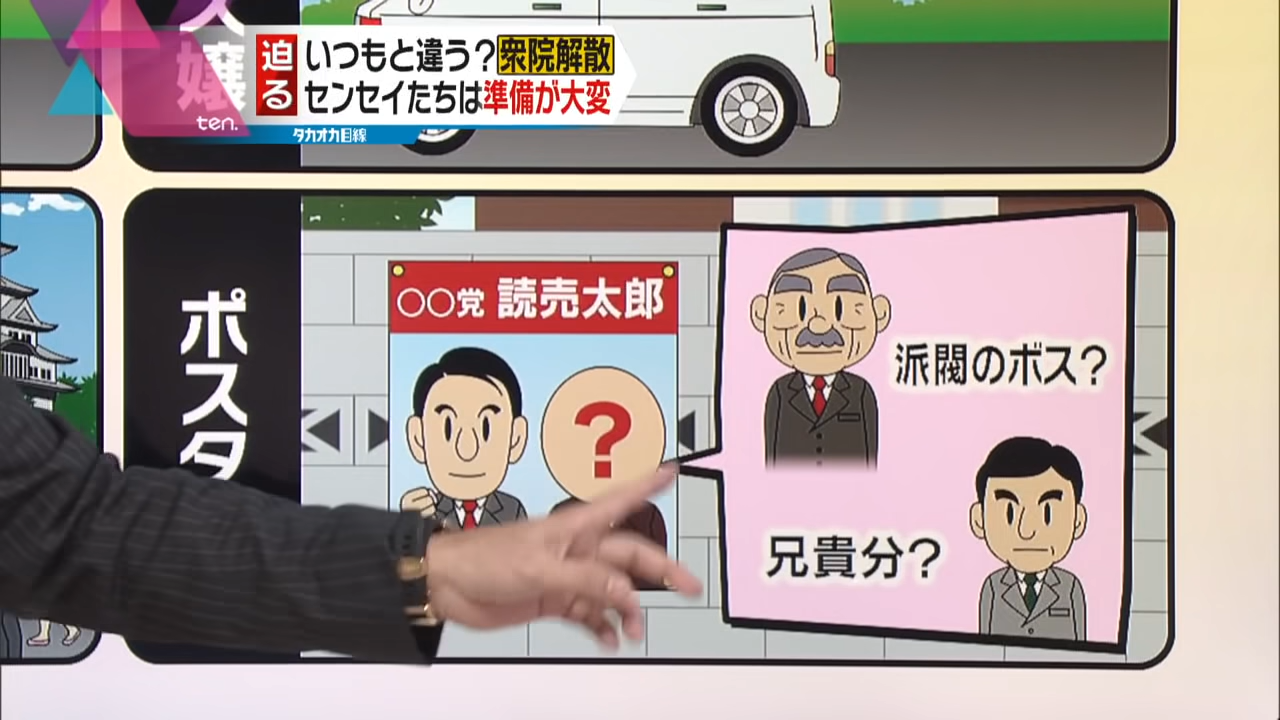 迫る
いつもと違う?衆院解散
センセイたちは準備が大変
嬢
ten.
タカオカ目線
ポスタ
○○党 読売太郎
?
派閥のボス?
兄貴分?